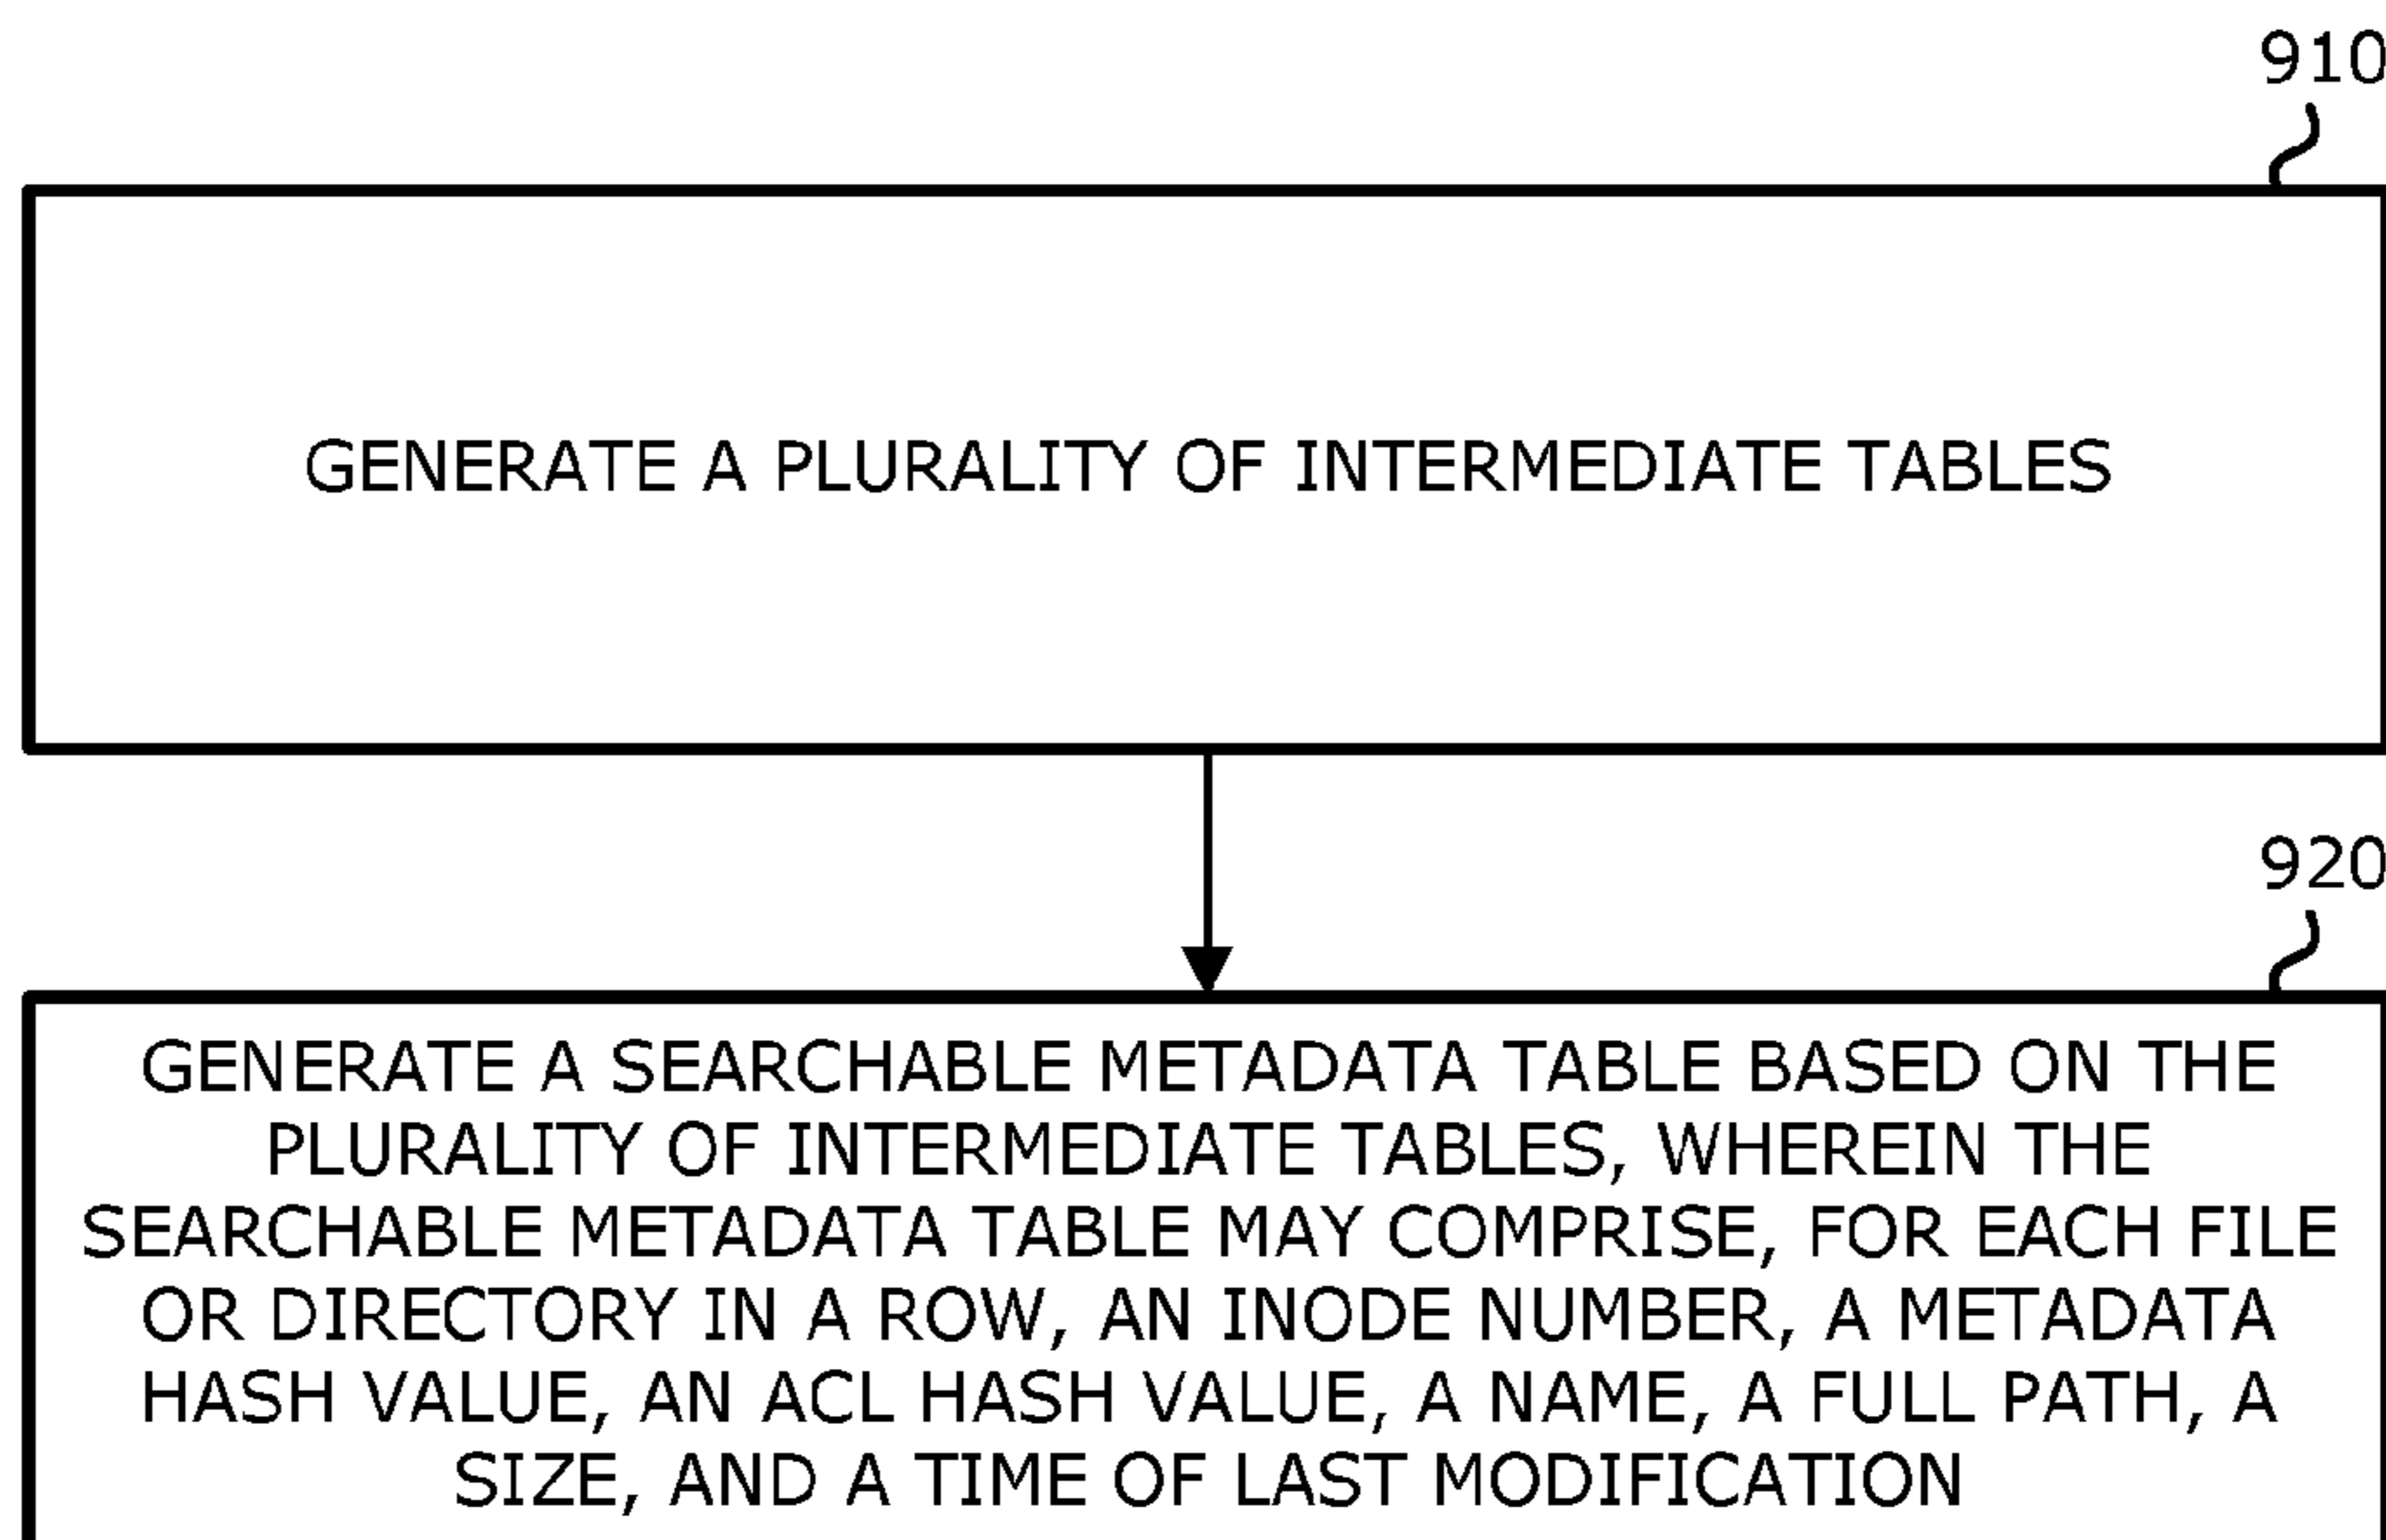 910
GENERATE A PLURALITY OF INTERMEDIATE TABLES
920
GENERATE A SEARCHABLE METADATA TABLE BASED ON THE
PLURALITY OF INTERMEDIATE TABLES, WHEREIN THE
SEARCHABLE METADATA TABLE MAY COMPRISE, FOR EACH FILE
OR DIRECTORY IN A ROW, AN INODE NUMBER, A METADATA
HASH VALUE, AN ACL HASH VALUE, A NAME, A FULL PATH, A
SIZE, AND A TIME OF LAST MODIFICATION